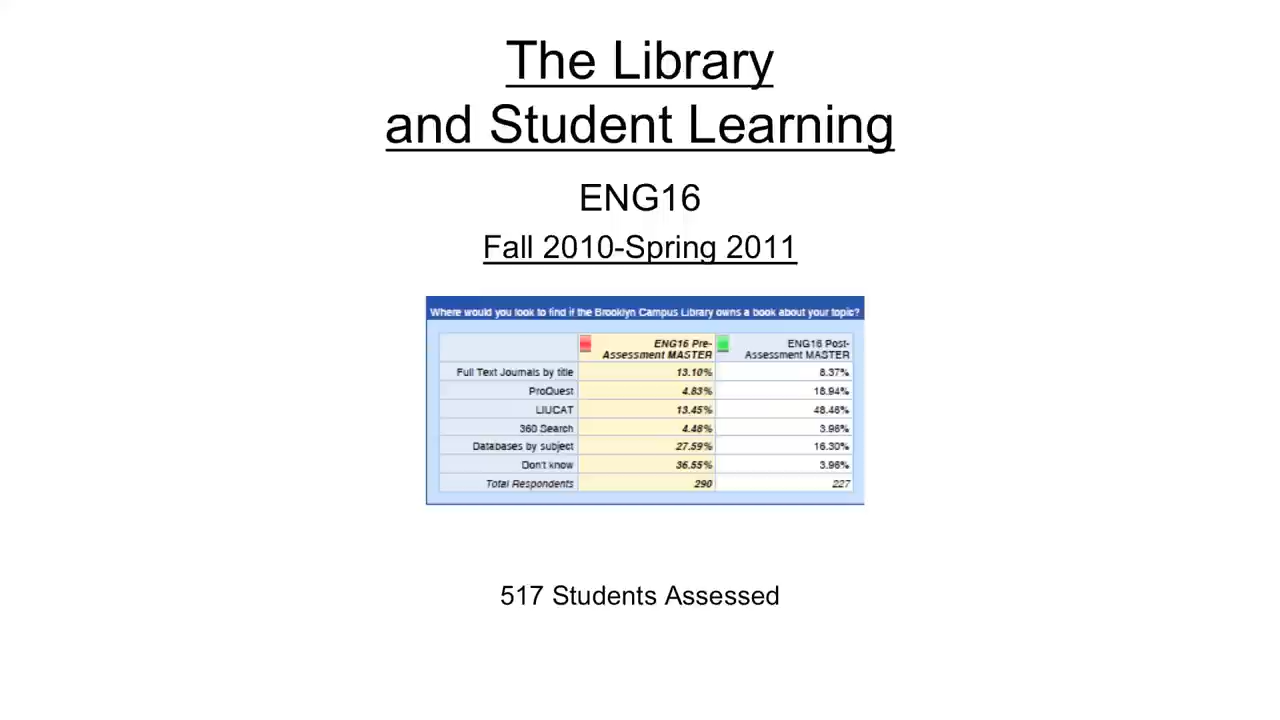 The Library
and Student Learning
ENG16
Fall 2010-Spring 2011
Where would you look to find if the Brooklyn Campus Library owns a book about your topic?
ENG16 Pre-Assessment MASTER ENG16 Post-Assessment MASTER
Full Text Journals by title 13.10% 8.37%
ProQuest 4.83% 18.94%
LIUCAT 13.45% 48.46%
360 Search 4.48% 3.96%
Databases by subject 27.59% 16.30%
Don't know 36.55% 3.96%
Total Respondents 290 227
517 Students Assessed